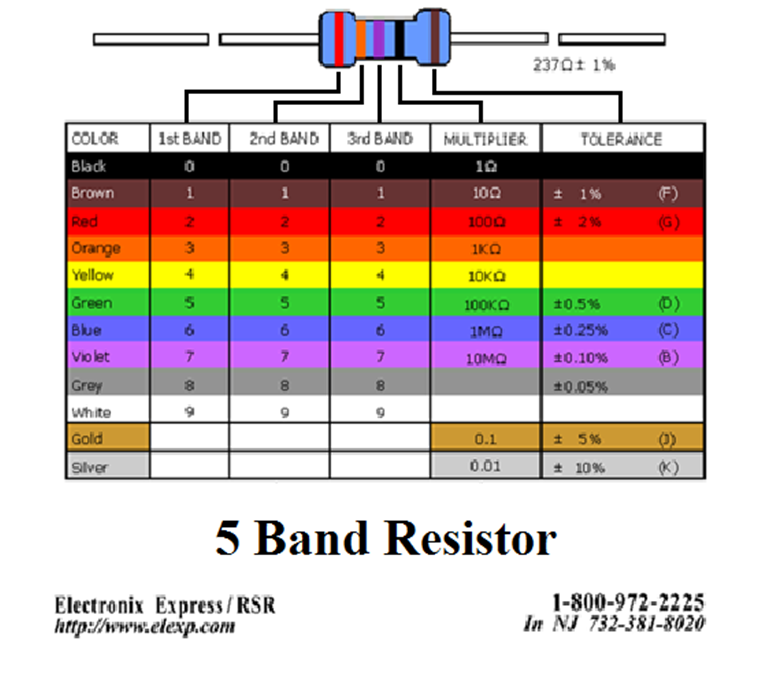 237Ω± 1%
COLOR 1st BAND 2nd BAND 3rd BAND MULTIPLIER TOLERANCE
Black 0 0 0 1Ω
Brown 1 1 1 10Ω ± 1% (F)
Red 2 2 2 100Ω ± 2% (G)
Orange 3 3 3 1KΩ
Yellow 4 4 4 10KΩ
Green 5 5 5 100KΩ ±0.5% (D)
Blue 6 6 6 1MΩ ±0.25% (C)
Violet 7 7 7 10MΩ ±0.10% (B)
Grey 8 8 8 ±0.05%
White 9 9 9
Gold 0.1 ± 5% (J)
Silver 0.01 ± 10% (K)
5 Band Resistor
Electronix Express/RSR 1-800-972-2225
http://www.elexp.com In NJ 732-381-8020